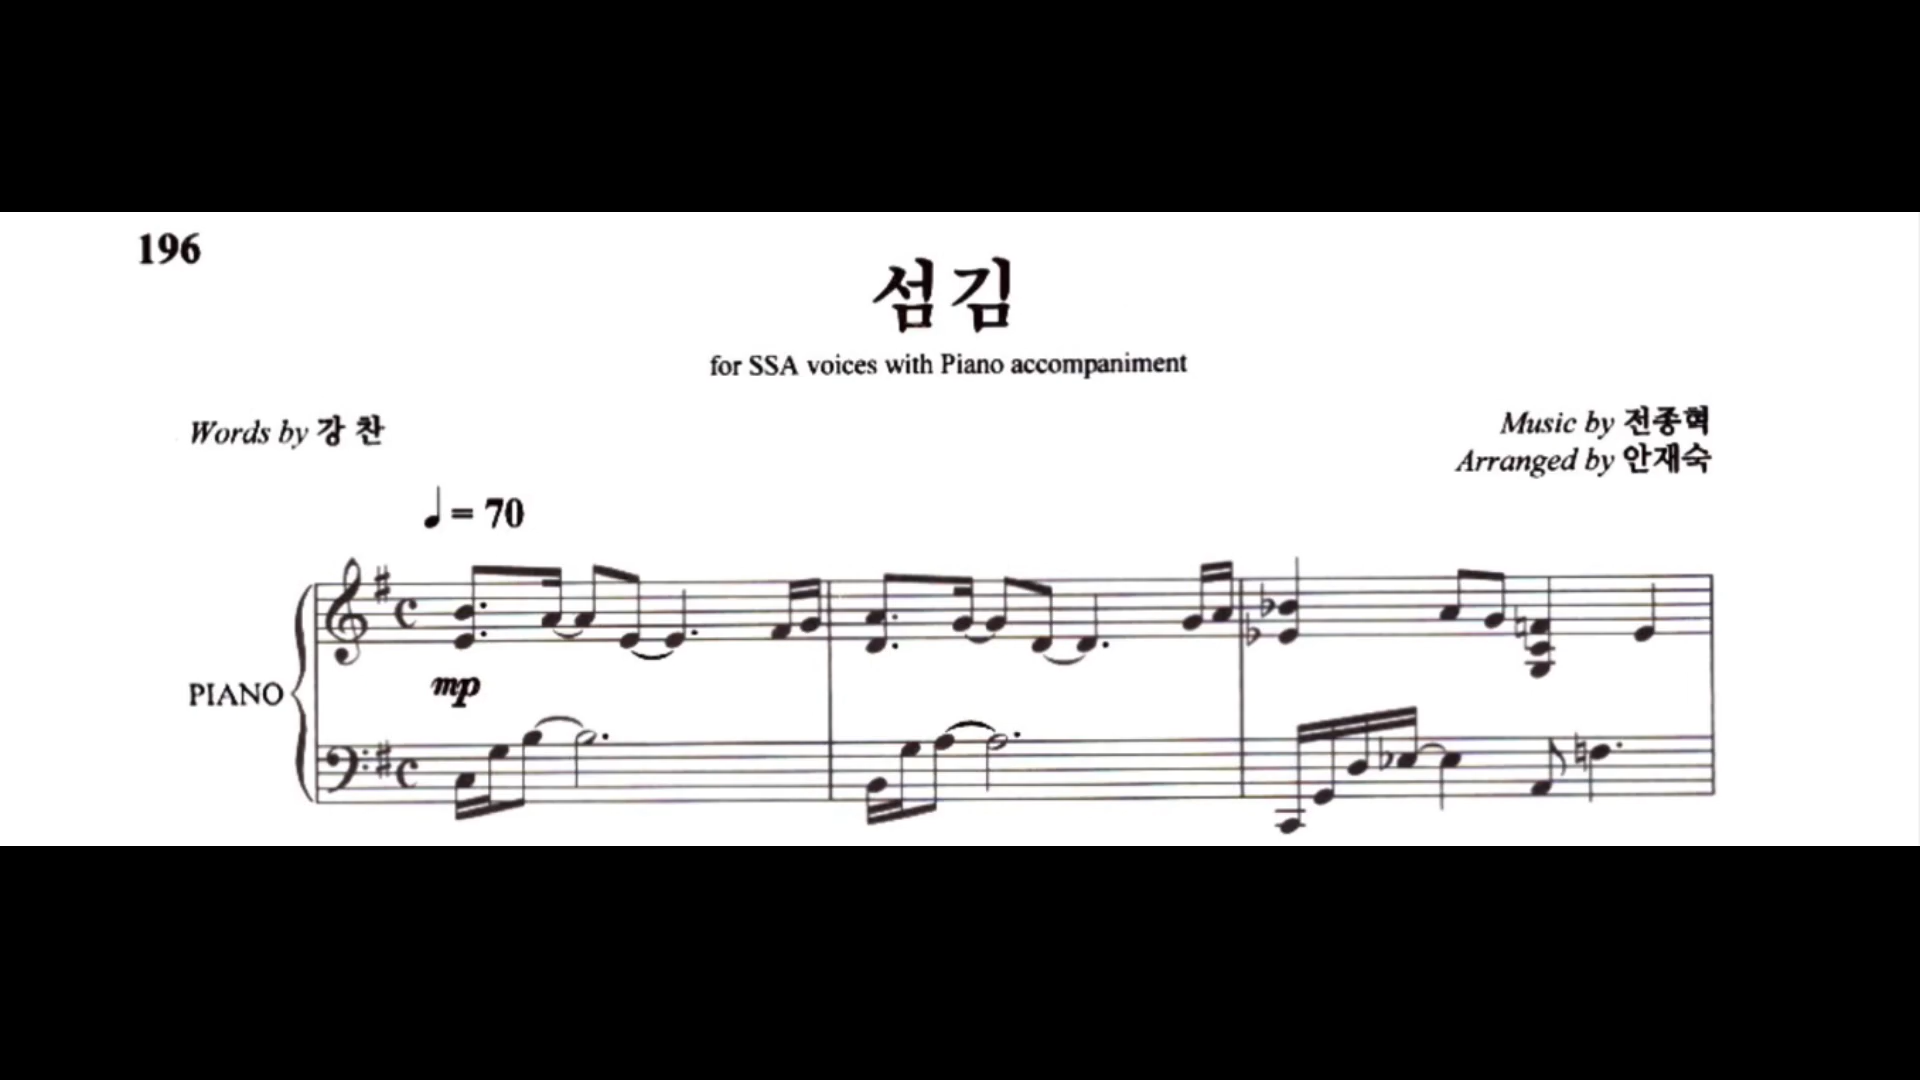 196
섬김
for SSA voices with Piano accompaniment
Words by 강 찬
Music by 전종혁
Arranged by 안재숙
♩ = 70
PIANO
mp